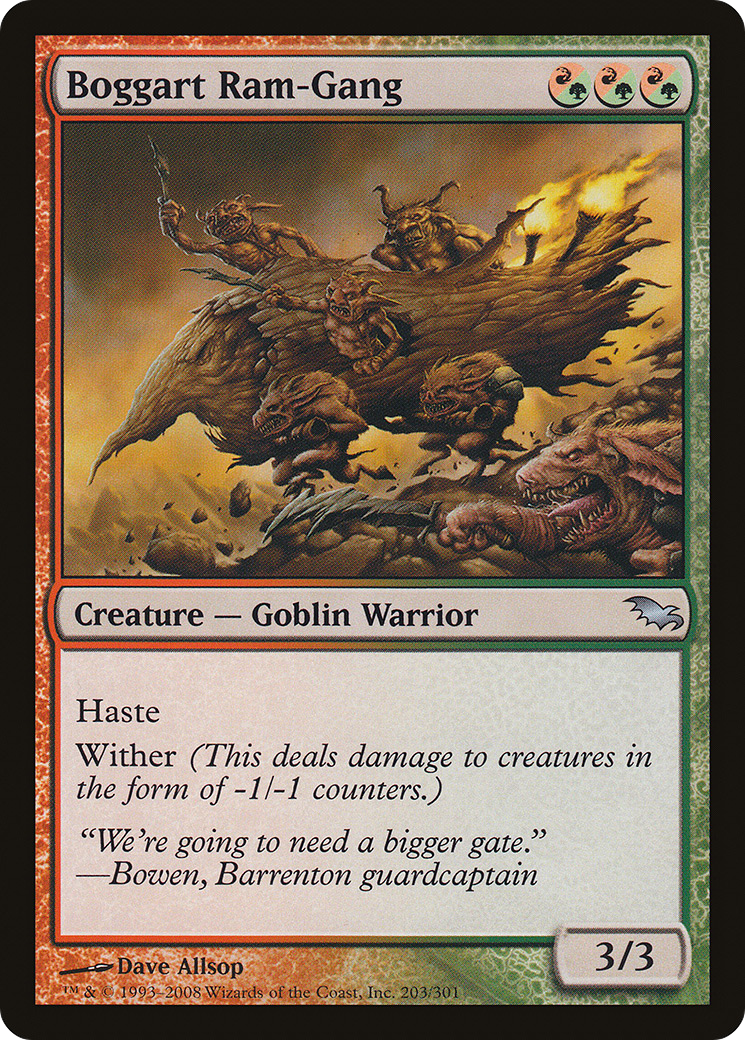 Boggart Ram-Gang
Creature — Goblin Warrior
Haste
Wither (This deals damage to creatures in
the form of -1/-1 counters.)
“We’re going to need a bigger gate.”
—Bowen, Barrenton guardcaptain
3/3
Dave Allsop
™ & © 1993–2008 Wizards of the Coast, Inc. 203/301